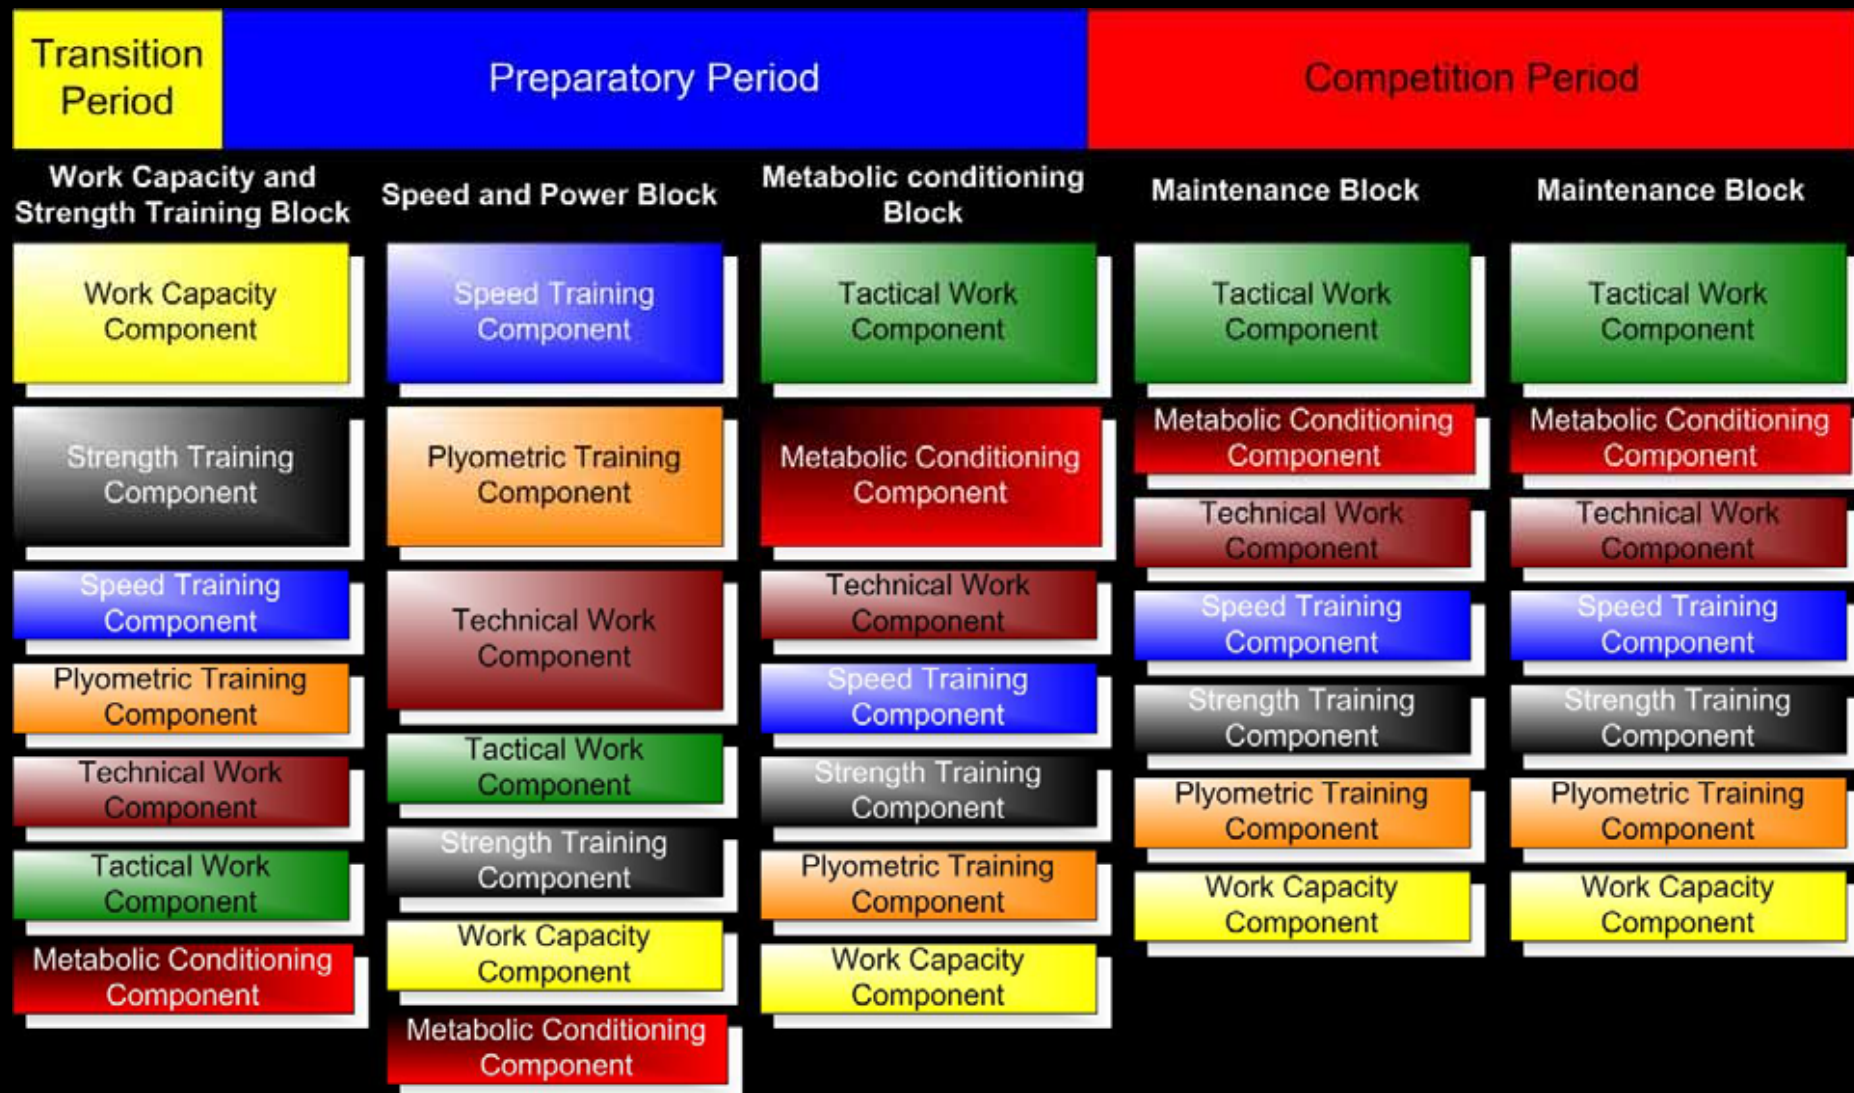 Transition
Period
Preparatory Period
Competition Period
Work Capacity and
Strength Training Block
Speed and Power Block
Metabolic conditioning
Block
Maintenance Block
Maintenance Block
Work Capacity
Component
Strength Training
Component
Speed Training
Component
Plyometric Training
Component
Technical Work
Component
Tactical Work
Component
Metabolic Conditioning
Component
Speed Training
Component
Plyometric Training
Component
Technical Work
Component
Tactical Work
Component
Strength Training
Component
Work Capacity
Component
Metabolic Conditioning
Component
Tactical Work
Component
Metabolic Conditioning
Component
Technical Work
Component
Speed Training
Component
Strength Training
Component
Plyometric Training
Component
Work Capacity
Component
Tactical Work
Component
Metabolic Conditioning
Component
Technical Work
Component
Speed Training
Component
Strength Training
Component
Plyometric Training
Component
Work Capacity
Component
Tactical Work
Component
Metabolic Conditioning
Component
Technical Work
Component
Speed Training
Component
Strength Training
Component
Plyometric Training
Component
Work Capacity
Component